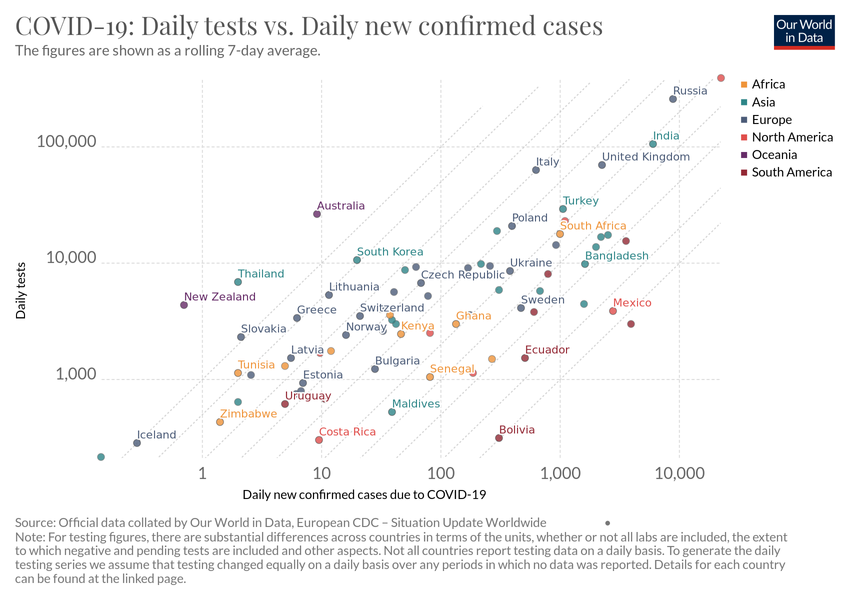 COVID-19: Daily tests vs. Daily new confirmed cases
The figures are shown as a rolling 7-day average.
Our World
in Data
Africa
Asia
Europe
North America
Oceania
South America
Daily tests
100,000
10,000
1,000
Russia
India
United Kingdom
Italy
Turkey
Australia
Poland
South Africa
South Korea
Bangladesh
Ukraine
Thailand
Czech Republic
Lithuania
New Zealand
Sweden
Mexico
Greece
Switzerland
Ghana
Norway
Kenya
Slovakia
Latvia
Ecuador
Tunisia
Bulgaria
Senegal
Estonia
Uruguay
Maldives
Zimbabwe
Iceland
Costa Rica
Bolivia
1
10
100
1,000
10,000
Daily new confirmed cases due to COVID-19
Source: Official data collated by Our World in Data, European CDC – Situation Update Worldwide
Note: For testing figures, there are substantial differences across countries in terms of the units, whether or not all labs are included, the extent
to which negative and pending tests are included and other aspects. Not all countries report testing data on a daily basis. To generate the daily
testing series we assume that testing changed equally on a daily basis over any periods in which no data was reported. Details for each country
can be found at the linked page.